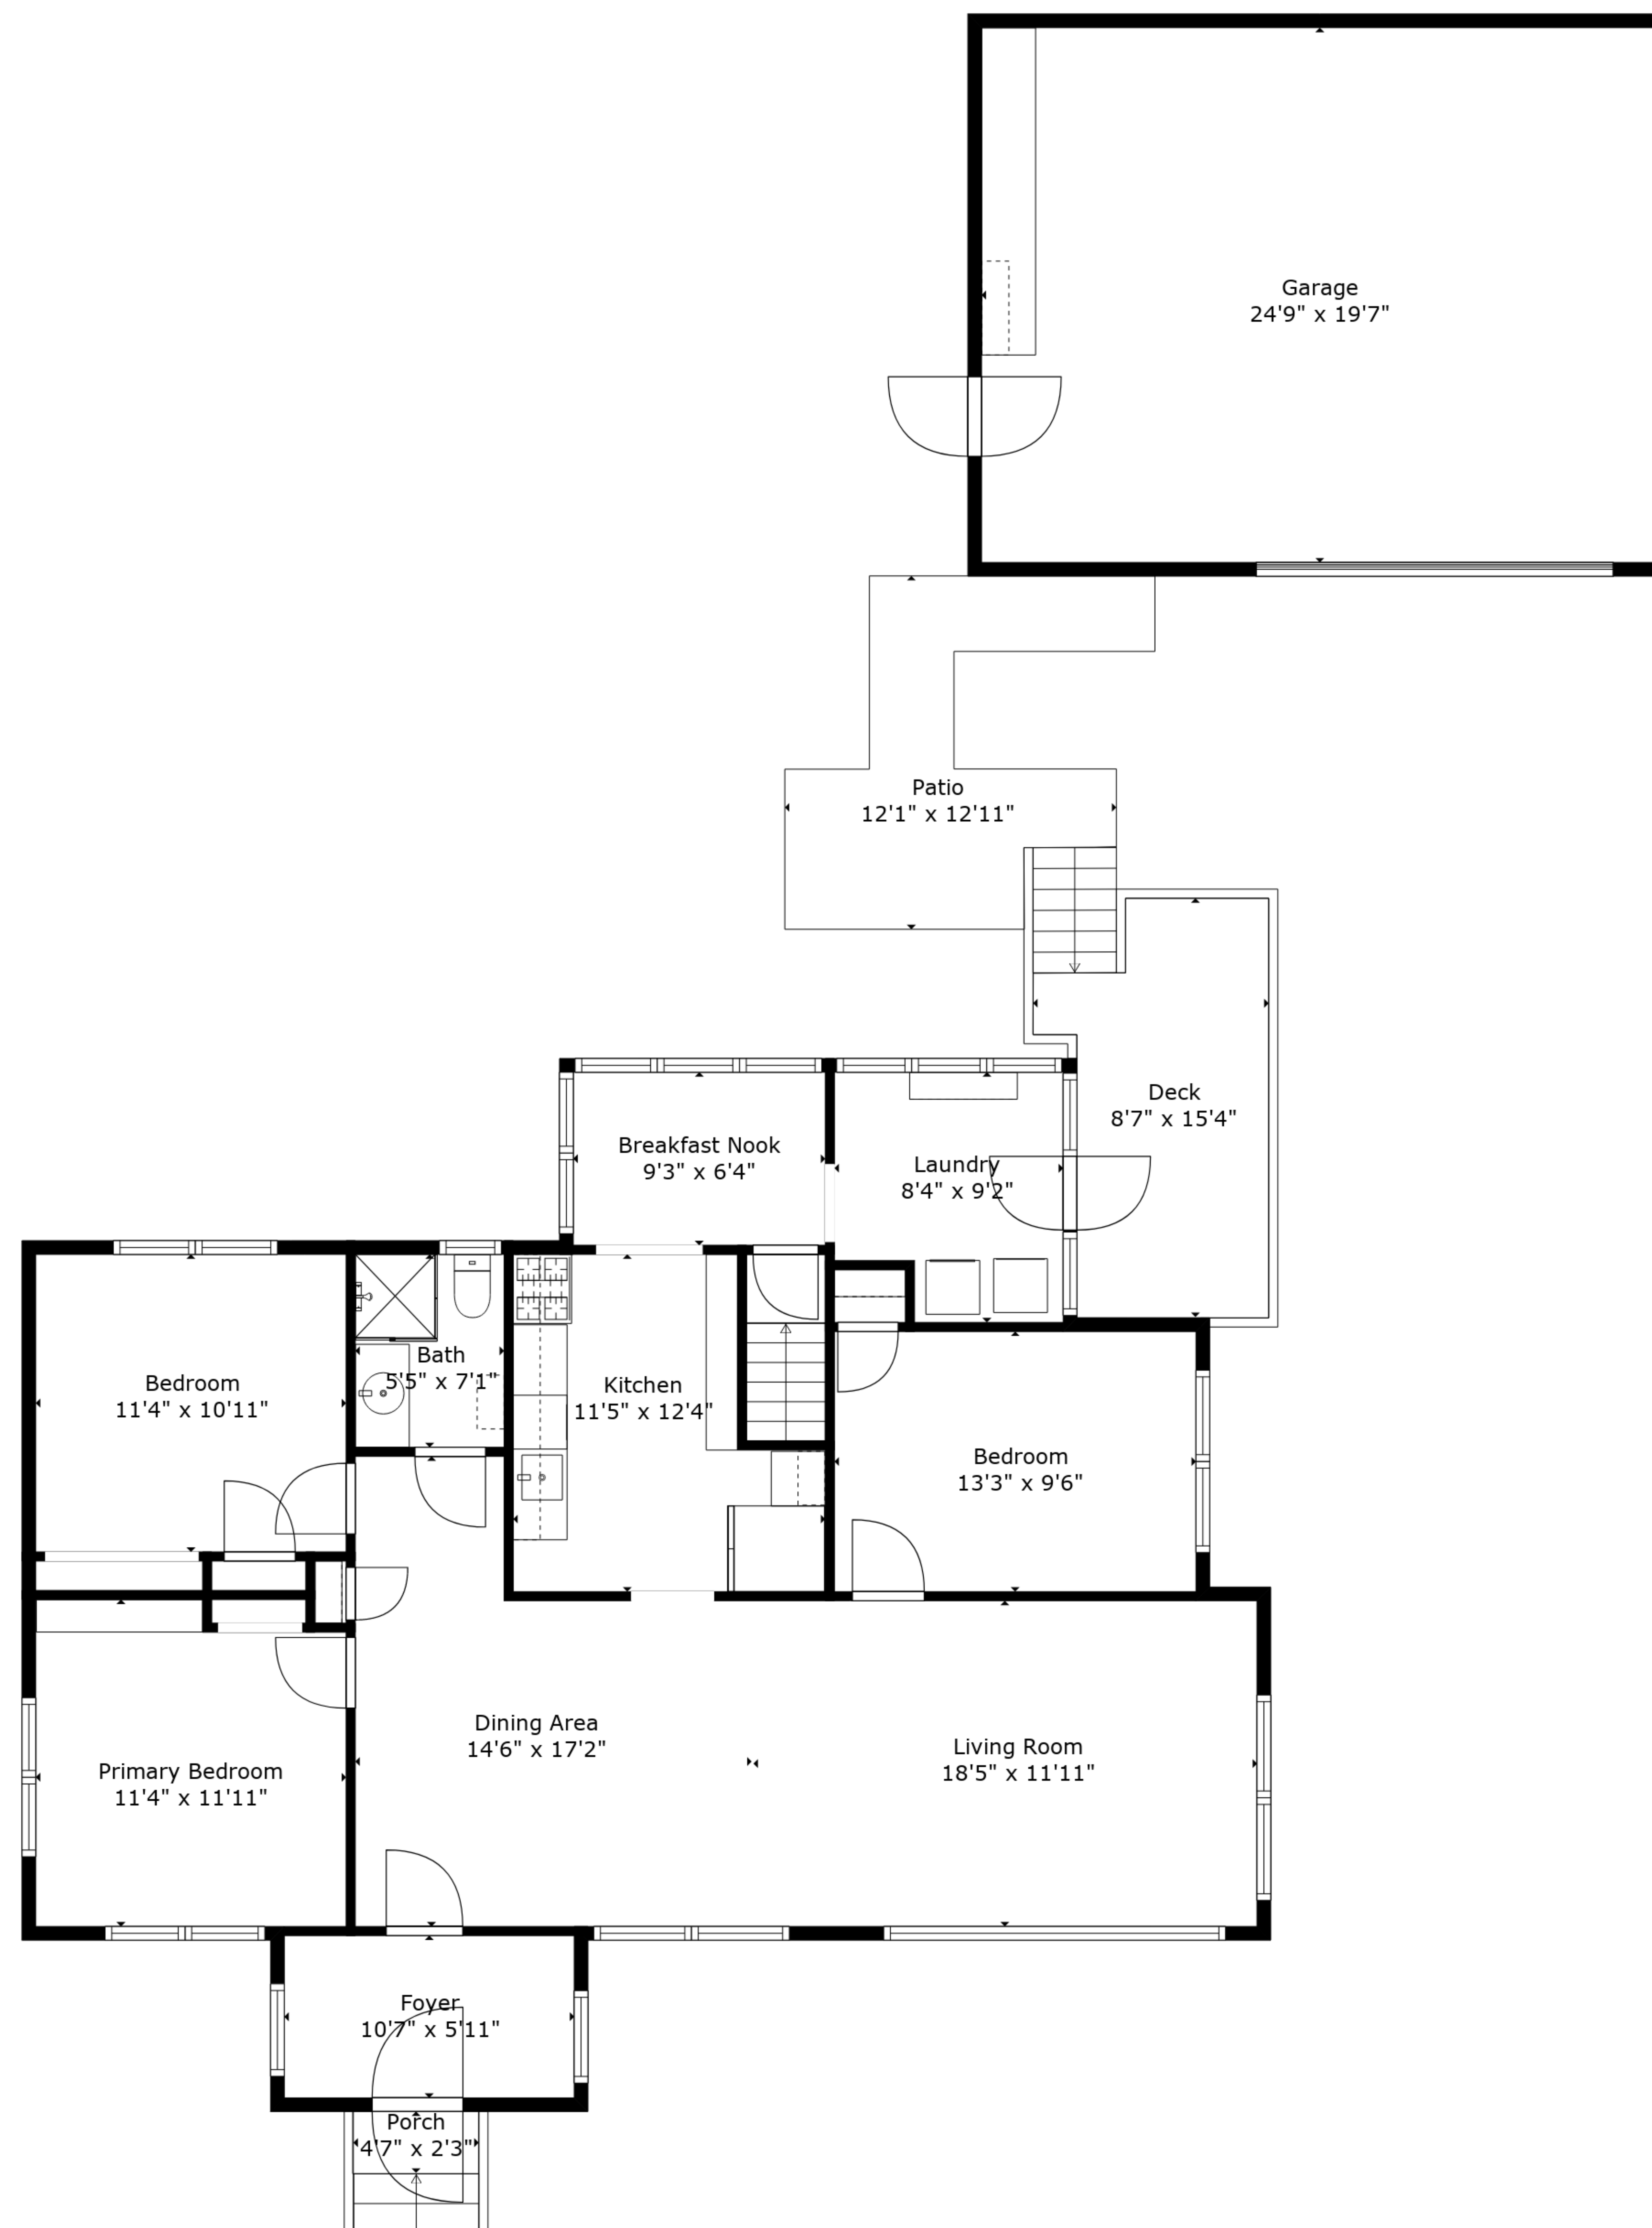 Garage
24'9" x 19'7"
Patio
12'1" x 12'11"
Deck
8'7" x 15'4"
Breakfast Nook
9'3" x 6'4"
Laundry
8'4" x 9'2"
Bath
5'5" x 7'1"
Bedroom
11'4" x 10'11"
Kitchen
11'5" x 12'4"
Bedroom
13'3" x 9'6"
Dining Area
14'6" x 17'2"
Living Room
18'5" x 11'11"
Primary Bedroom
11'4" x 11'11"
Foyer
10'7" x 5'11"
Porch
4'7" x 2'3"